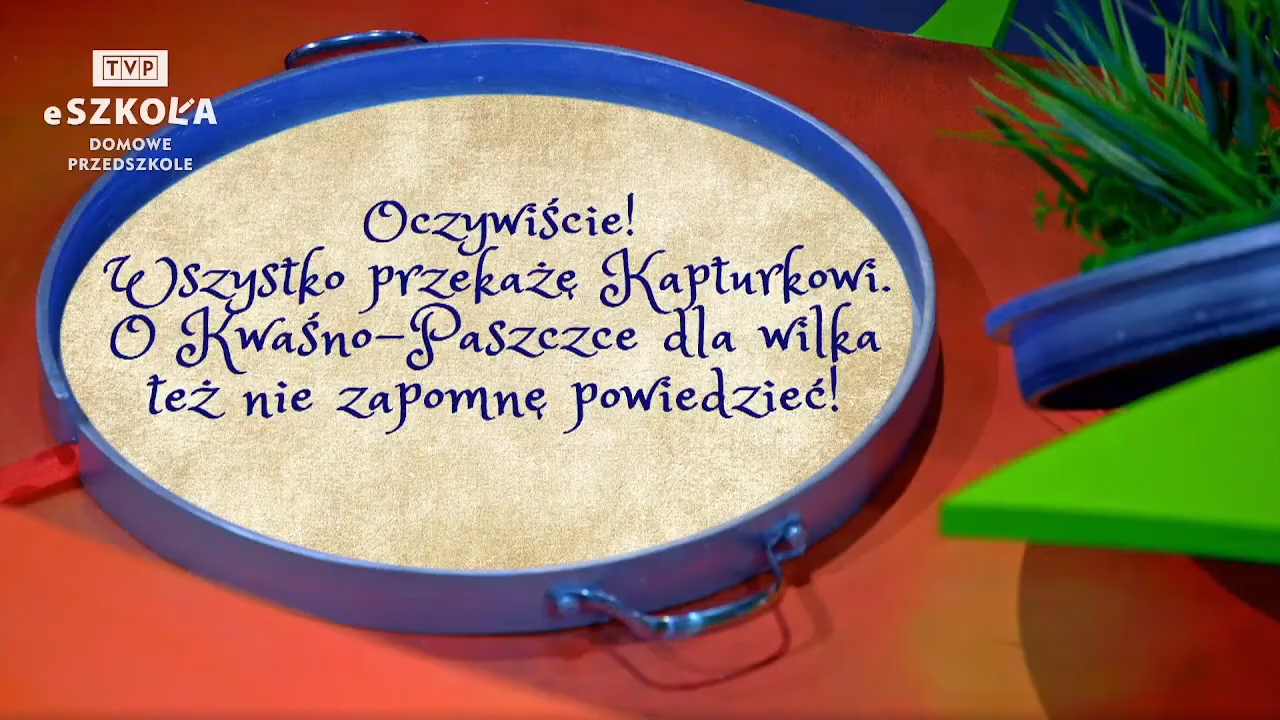 TVP
eSZKOŁA
DOMOWE
PRZEDSZKOLE
Oczywiście!
Wszystko przekażę Kapturkowi.
O Kwaśno-Paszczce dla wilka
też nie zapomnę powiedzieć!